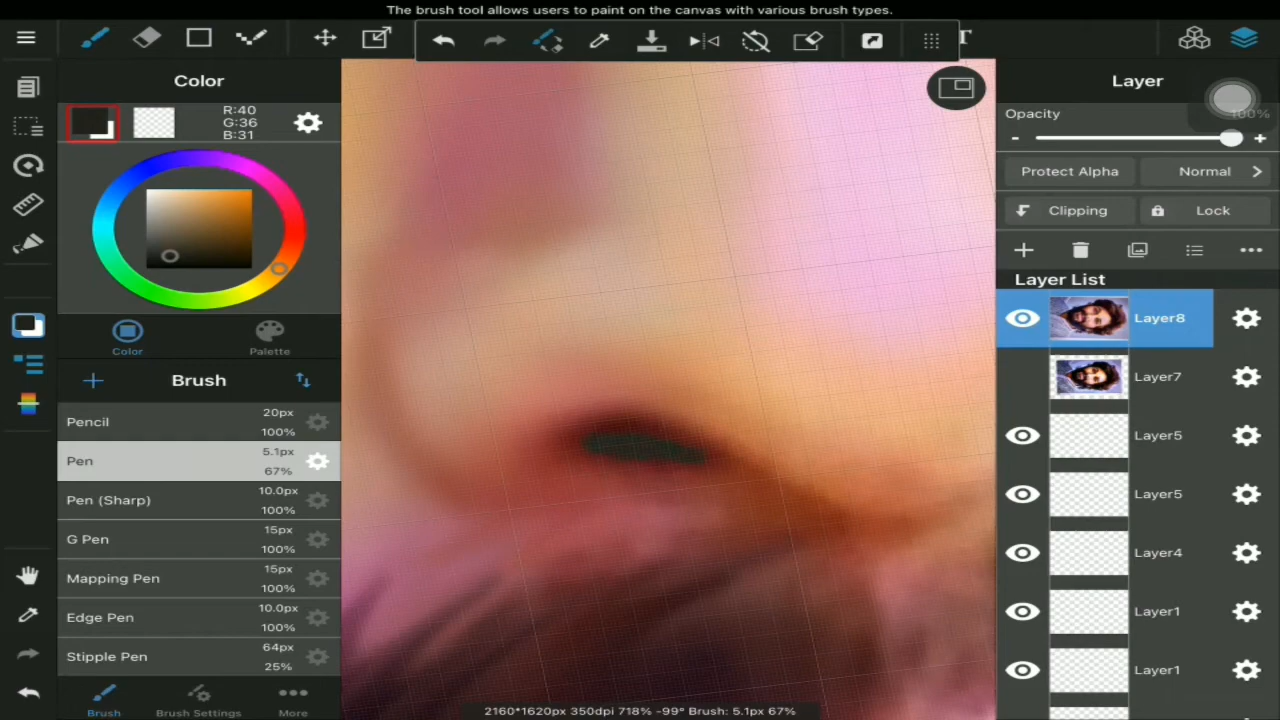 The brush tool allows users to paint on the canvas with various brush types.
T
Color
R:40
G:36
B:31
Color
Palette
Brush
Pencil
20px
100%
Pen
5.1px
67%
Pen (Sharp)
10.0px
100%
G Pen
15px
100%
Mapping Pen
15px
100%
Edge Pen
10.0px
100%
Stipple Pen
64px
25%
Brush
Brush Settings
More
2160*1620px 350dpi 718% -99° Brush: 5.1px 67%
Layer
Opacity
100%
- +
Protect Alpha
Normal
Clipping
Lock
Layer List
Layer8
Layer7
Layer5
Layer5
Layer4
Layer1
Layer1